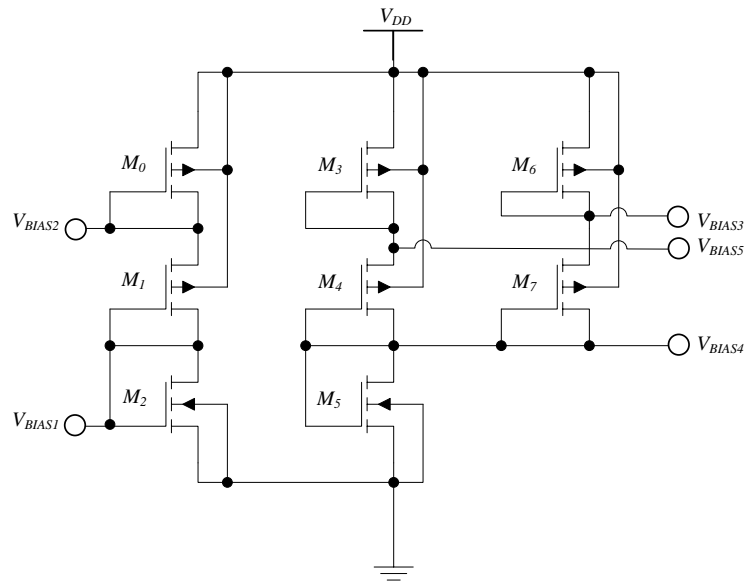 V_DD
M_0
M_3
M_6
V_BIAS2
V_BIAS3
V_BIAS5
M_1
M_4
M_7
V_BIAS4
M_2
M_5
V_BIAS1